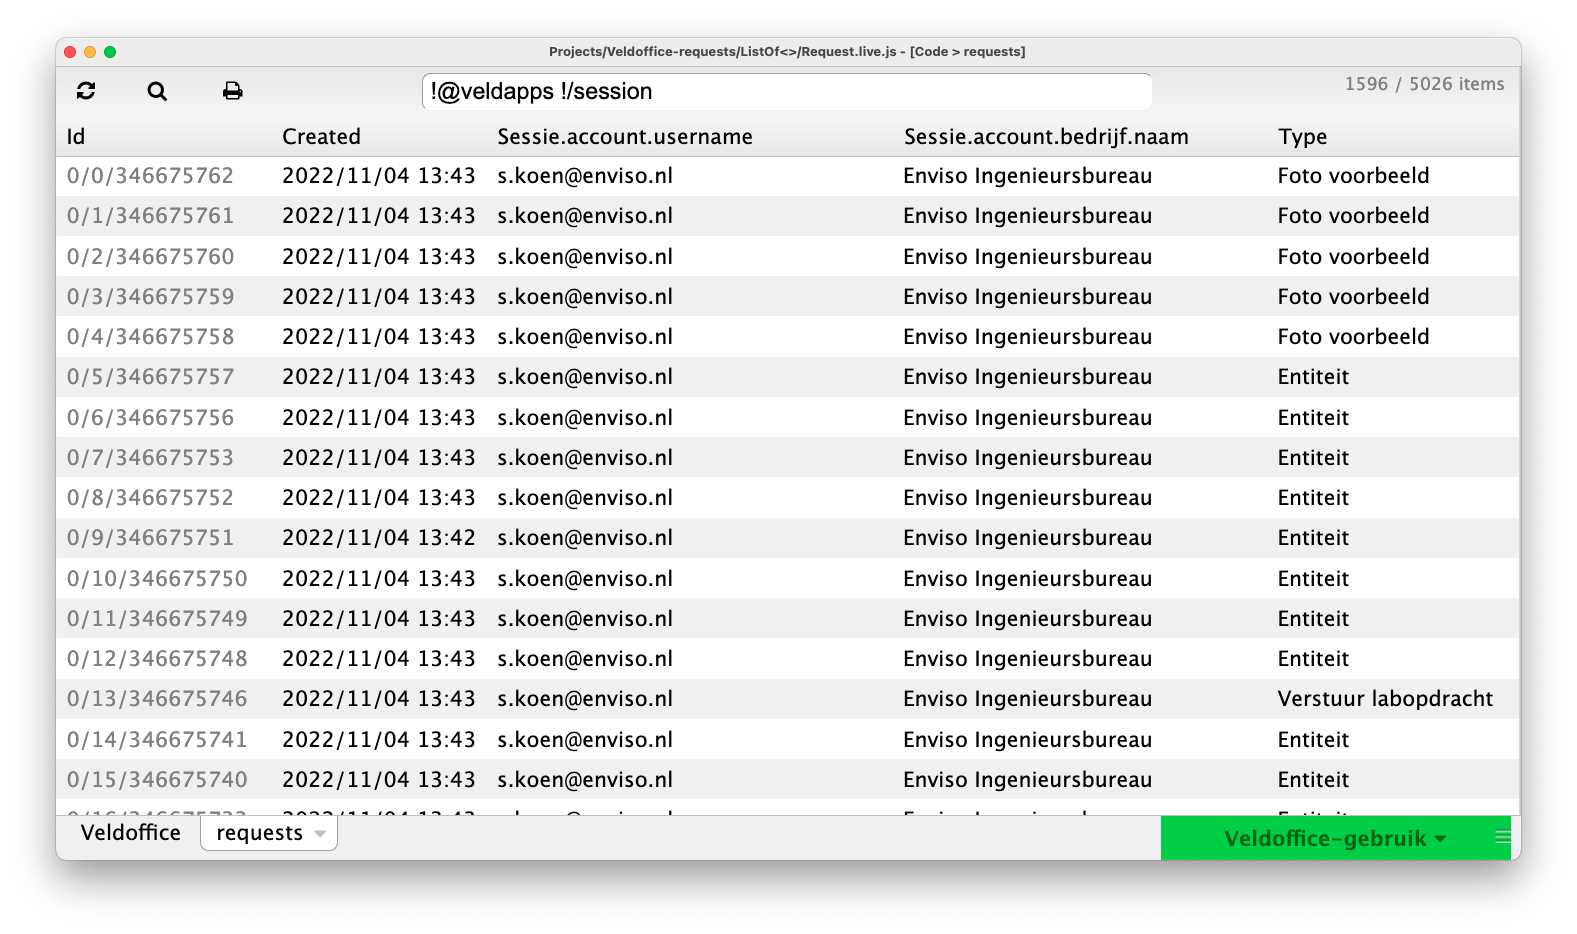 Projects/Veldoffice-requests/ListOf<>/Request.live.js - [Code > requests]
!@veldapps !/session
1596 / 5026 items
Id Created Sessie.account.username Sessie.account.bedrijf.naam Type
0/0/346675762 2022/11/04 13:43 s.koen@enviso.nl Enviso Ingenieursbureau Foto voorbeeld
0/1/346675761 2022/11/04 13:43 s.koen@enviso.nl Enviso Ingenieursbureau Foto voorbeeld
0/2/346675760 2022/11/04 13:43 s.koen@enviso.nl Enviso Ingenieursbureau Foto voorbeeld
0/3/346675759 2022/11/04 13:43 s.koen@enviso.nl Enviso Ingenieursbureau Foto voorbeeld
0/4/346675758 2022/11/04 13:43 s.koen@enviso.nl Enviso Ingenieursbureau Foto voorbeeld
0/5/346675757 2022/11/04 13:43 s.koen@enviso.nl Enviso Ingenieursbureau Entiteit
0/6/346675756 2022/11/04 13:43 s.koen@enviso.nl Enviso Ingenieursbureau Entiteit
0/7/346675753 2022/11/04 13:43 s.koen@enviso.nl Enviso Ingenieursbureau Entiteit
0/8/346675752 2022/11/04 13:43 s.koen@enviso.nl Enviso Ingenieursbureau Entiteit
0/9/346675751 2022/11/04 13:42 s.koen@enviso.nl Enviso Ingenieursbureau Entiteit
0/10/346675750 2022/11/04 13:43 s.koen@enviso.nl Enviso Ingenieursbureau Entiteit
0/11/346675749 2022/11/04 13:43 s.koen@enviso.nl Enviso Ingenieursbureau Entiteit
0/12/346675748 2022/11/04 13:43 s.koen@enviso.nl Enviso Ingenieursbureau Entiteit
0/13/346675746 2022/11/04 13:43 s.koen@enviso.nl Enviso Ingenieursbureau Verstuur labopdracht
0/14/346675741 2022/11/04 13:43 s.koen@enviso.nl Enviso Ingenieursbureau Entiteit
0/15/346675740 2022/11/04 13:43 s.koen@enviso.nl Enviso Ingenieursbureau Entiteit
Veldoffice requests Veldoffice-gebruik